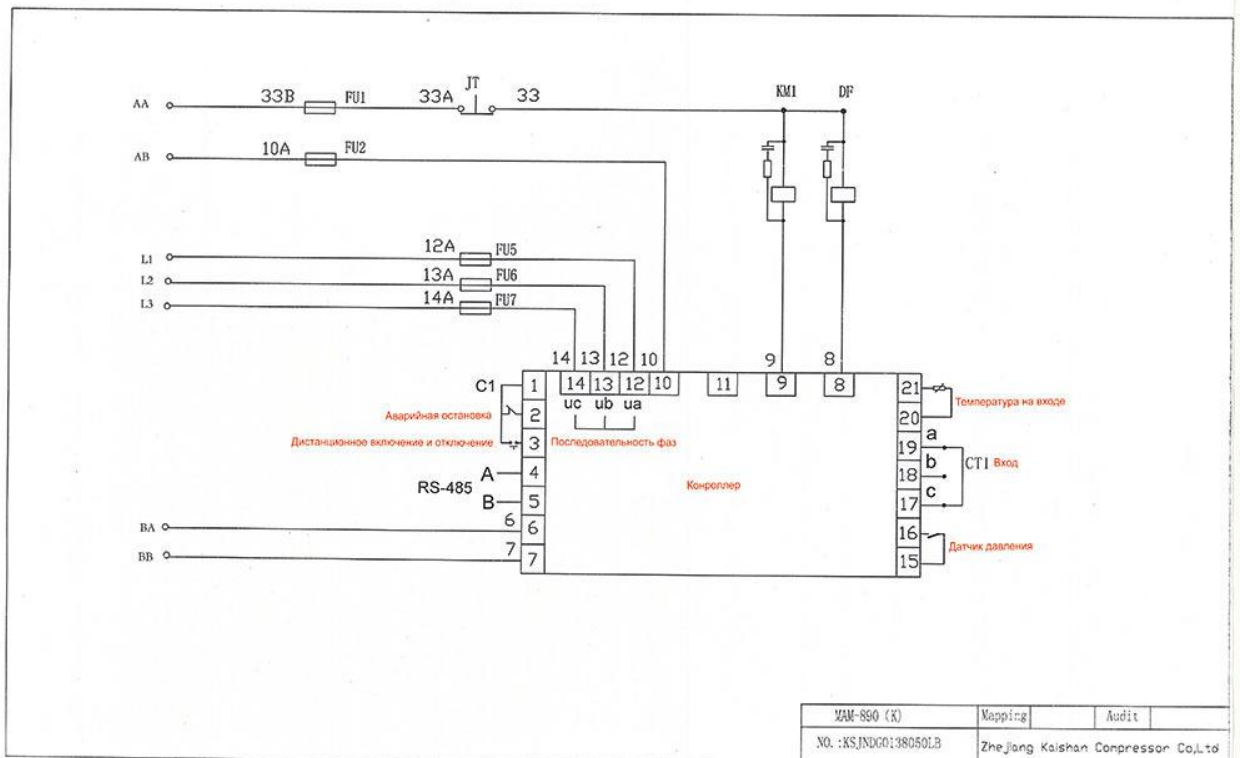 JT
33B
FU1
33A
33
KM1
DF
AA
10A
FU2
AB
12A
FU5
L1
13A
FU6
L2
14A
FU7
L3
14 13 12 10
9
8
14 13 12 10 11 9 8
uc ub ua
Последовательность фаз
C1
1
Аварийная остановка
2
Дистанционное включение и отключение
3
A
4
RS-485
B
5
6
BA
6
7
BB
7
Конроллер
21
Температура на входе
20
a
19
b
CT1 Вход
18
c
17
16
Датчик давления
15
MAM-890 (K)
Mapping
Audit
NO.:KSJNDG0138050LB
Zhejiang Kaishan Conpressor Co,Ltd